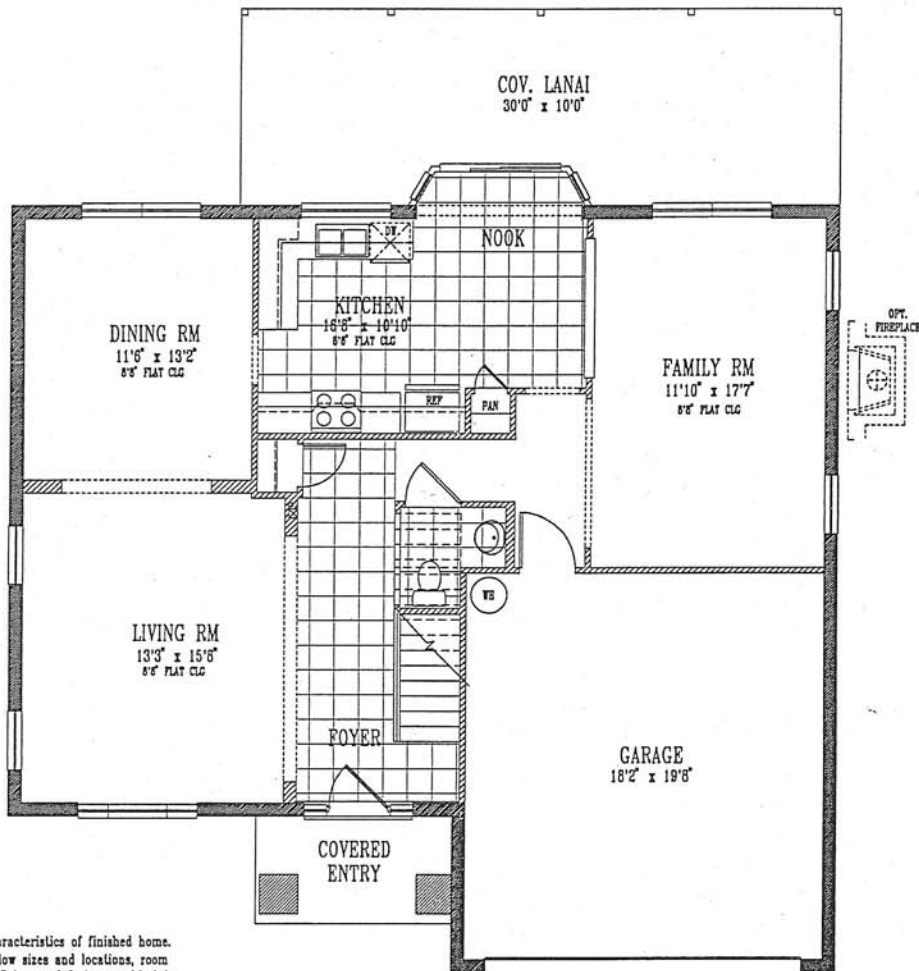 COV. LANAI
30'0" x 10'0"
NOOK
DW
KITCHEN
16'8" x 10'10"
8'8" FLAT CLG
DINING RM
11'6" x 13'2"
8'8" FLAT CLG
FAMILY RM
11'10" x 17'7"
8'8" FLAT CLG
OPT.
FIREPLACE
REF
PAN
WH
LIVING RM
13'3" x 15'6"
8'8" FLAT CLG
FOYER
GARAGE
18'2" x 19'8"
COVERED
ENTRY
aracteristics of finished home.
low sizes and locations, room